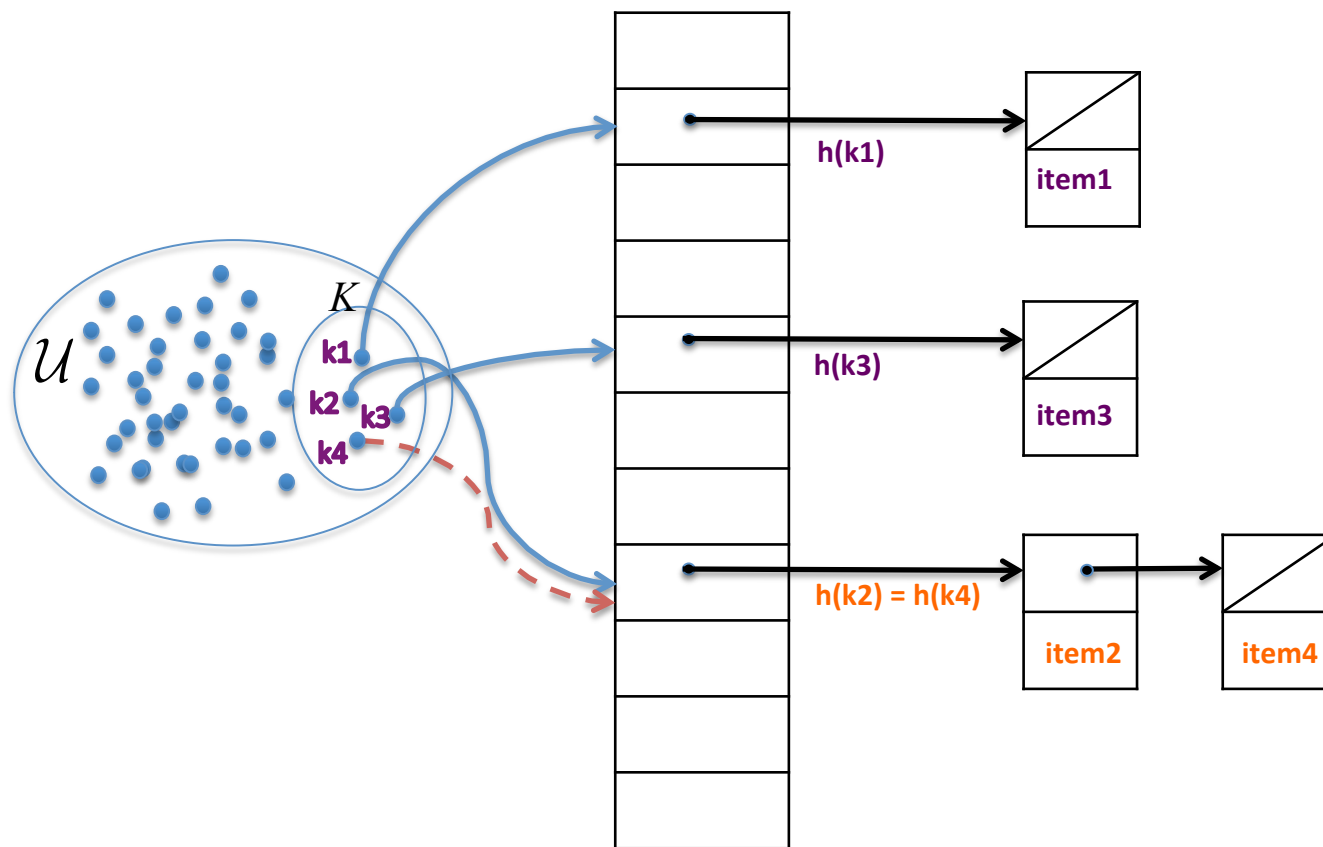 h(k1)
item1
K
U
k1
k2
k3
k4
h(k3)
item3
h(k2) = h(k4)
item2
item4